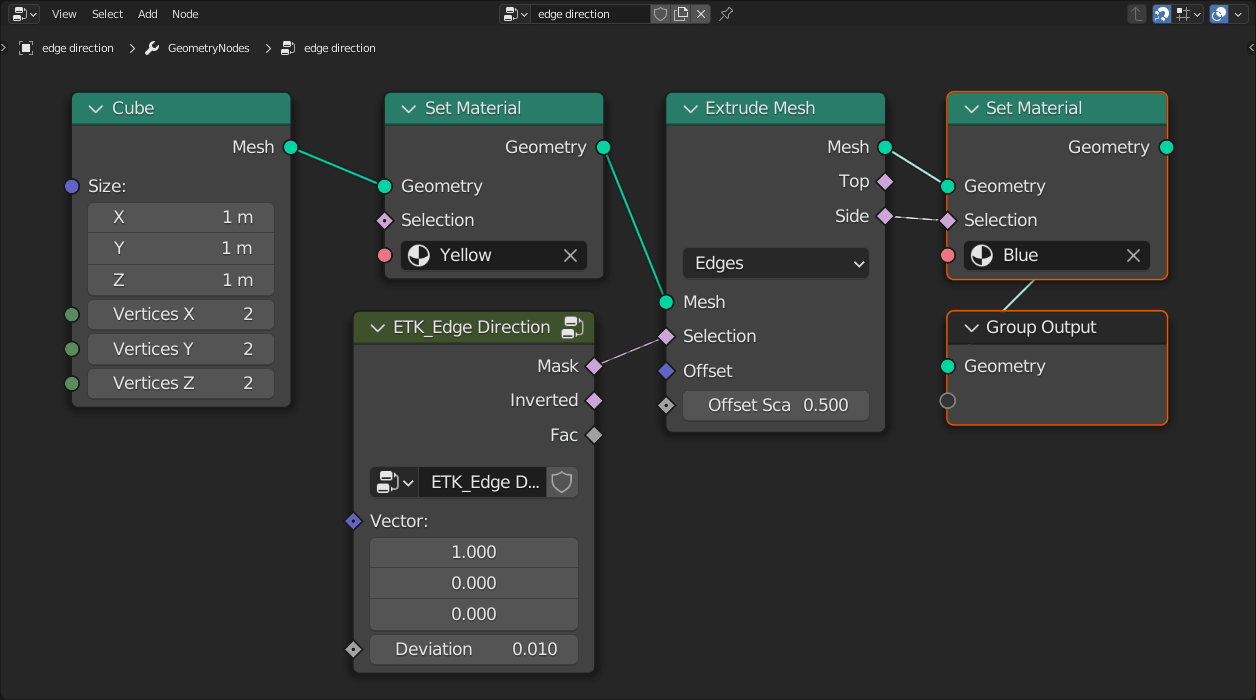 View Select Add Node edge direction
edge direction GeometryNodes edge direction
Cube
Mesh
Size:
X 1 m
Y 1 m
Z 1 m
Vertices X 2
Vertices Y 2
Vertices Z 2
Set Material
Geometry
Geometry
Selection
Yellow
ETK_Edge Direction
Mask
Inverted
Fac
ETK_Edge D...
Vector:
1.000
0.000
0.000
Deviation 0.010
Extrude Mesh
Mesh
Top
Side
Edges
Mesh
Selection
Offset
Offset Sca 0.500
Set Material
Geometry
Geometry
Selection
Blue
Group Output
Geometry